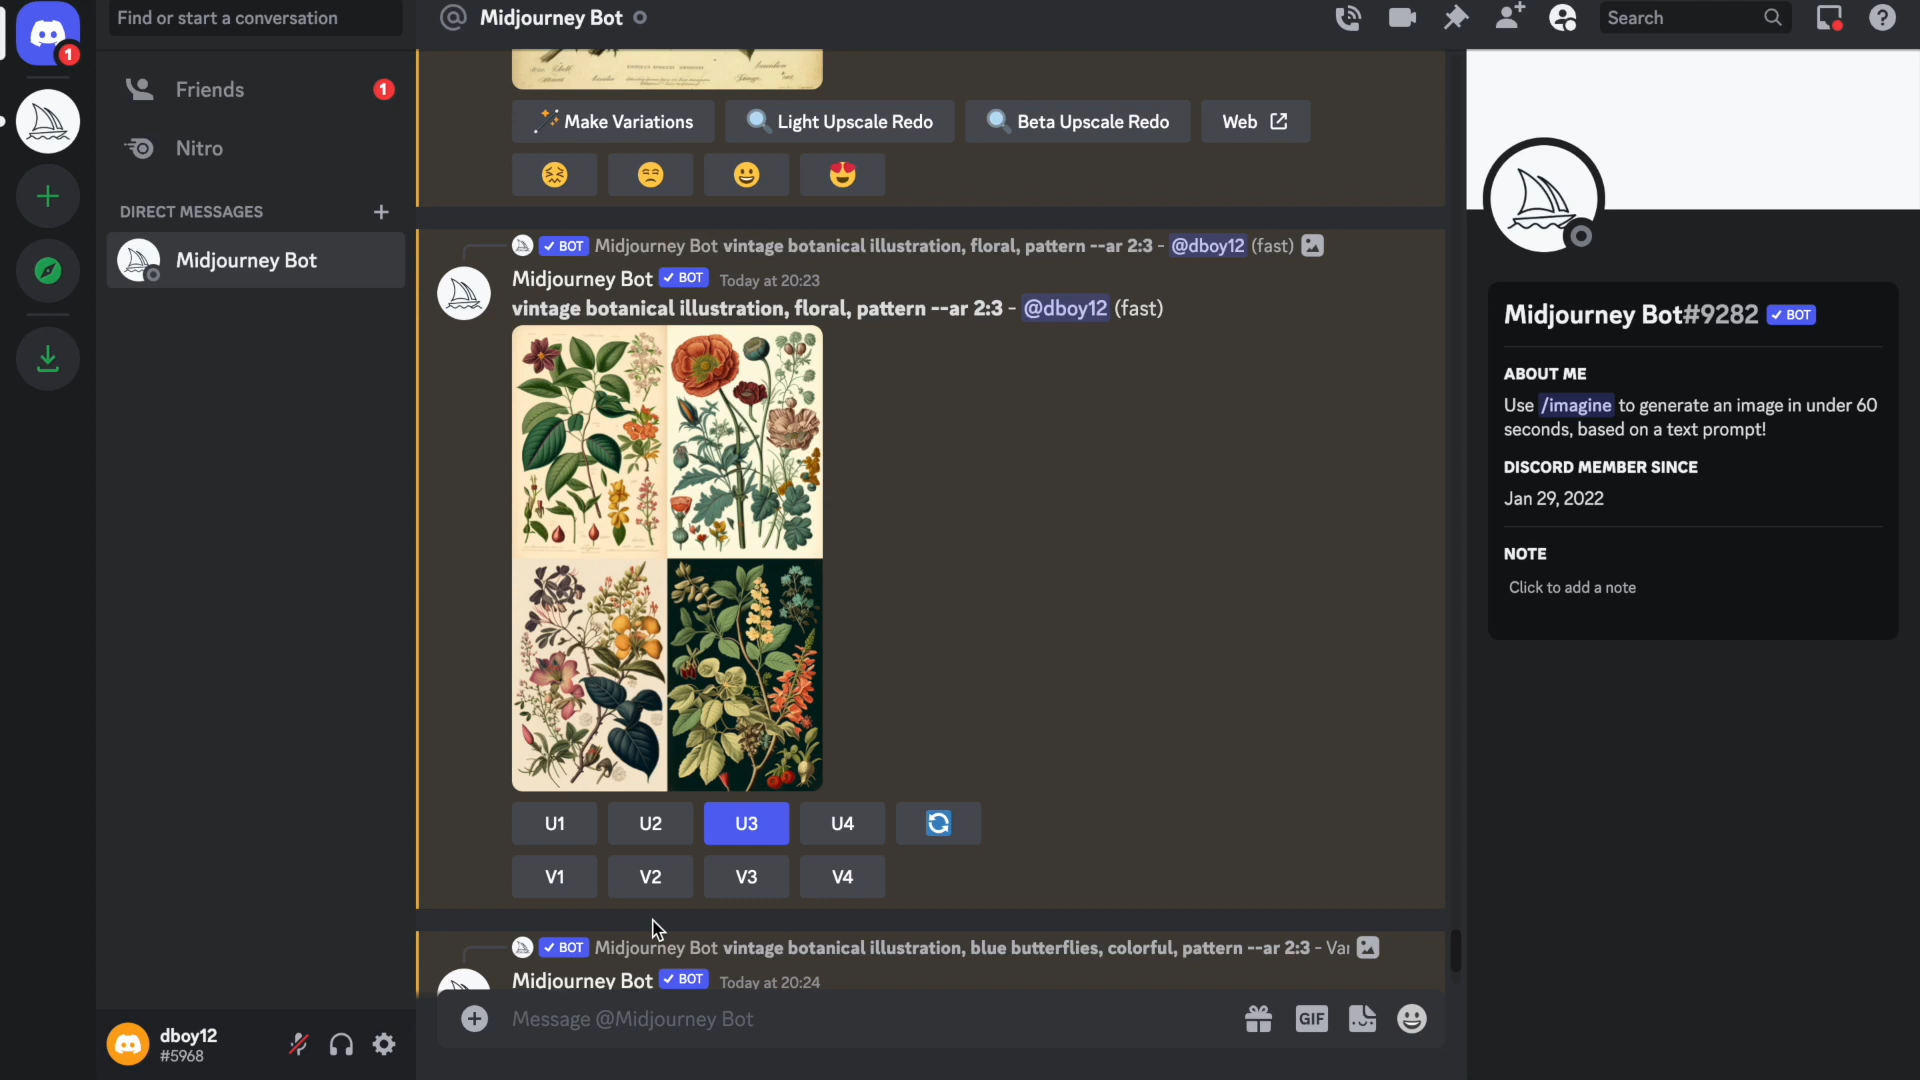 Find or start a conversation
Midjourney Bot
Search
1
Friends
1
Nitro
DIRECT MESSAGES
Midjourney Bot
Make Variations
Light Upscale Redo
Beta Upscale Redo
Web
BOT Midjourney Bot vintage botanical illustration, floral, pattern --ar 2:3 - @dboy12 (fast)
Midjourney Bot BOT Today at 20:23
vintage botanical illustration, floral, pattern --ar 2:3 - @dboy12 (fast)
U1 U2 U3 U4
V1 V2 V3 V4
BOT Midjourney Bot vintage botanical illustration, blue butterflies, colorful, pattern --ar 2:3 - Var
Midjourney Bot BOT Today at 20:24
Message @Midjourney Bot
GIF
dboy12
#5968
Midjourney Bot#9282 BOT
ABOUT ME
Use /imagine to generate an image in under 60
seconds, based on a text prompt!
DISCORD MEMBER SINCE
Jan 29, 2022
NOTE
Click to add a note